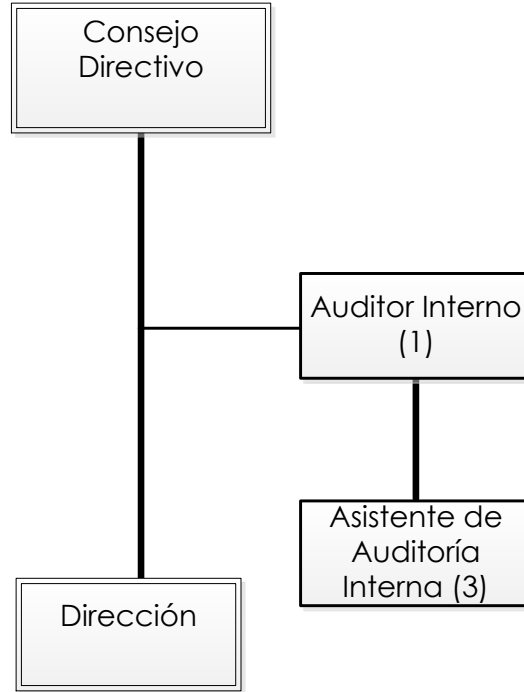 Consejo
Directivo
Auditor Interno
(1)
Asistente de
Auditoría
Interna (3)
Dirección